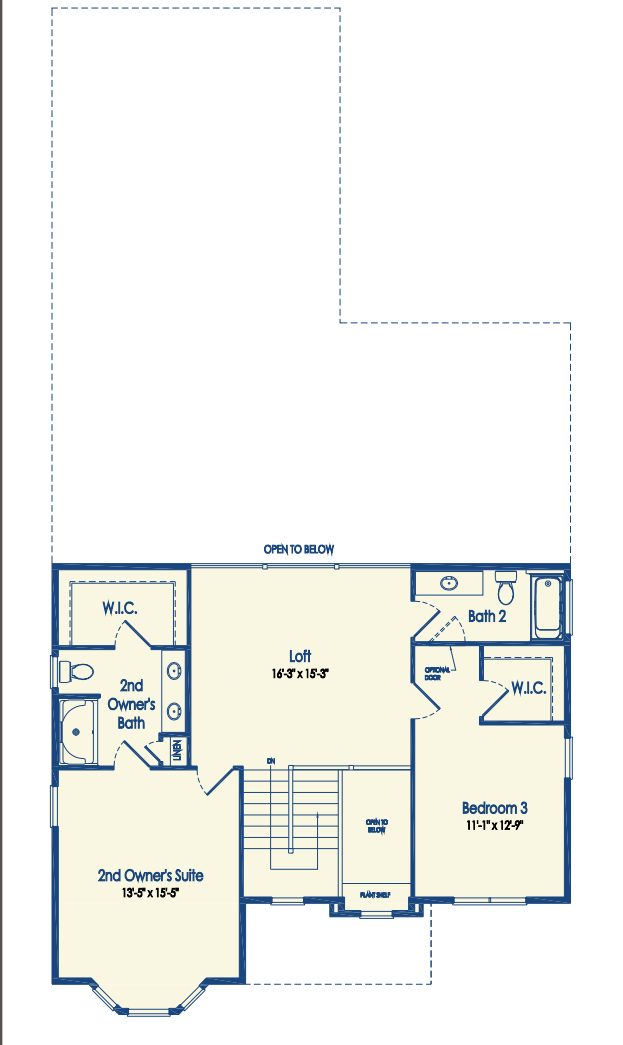 OPEN TO BELOW
W.I.C.
Bath 2
Loft
16'-3" x 15'-3"
OPTIONAL
DOOR
2nd
Owner's
Bath
W.I.C.
LINEN
DN
Bedroom 3
11'-1" x 12'-9"
OPEN TO
BELOW
2nd Owner's Suite
13'-5" x 15'-5"
PLANT SHELF